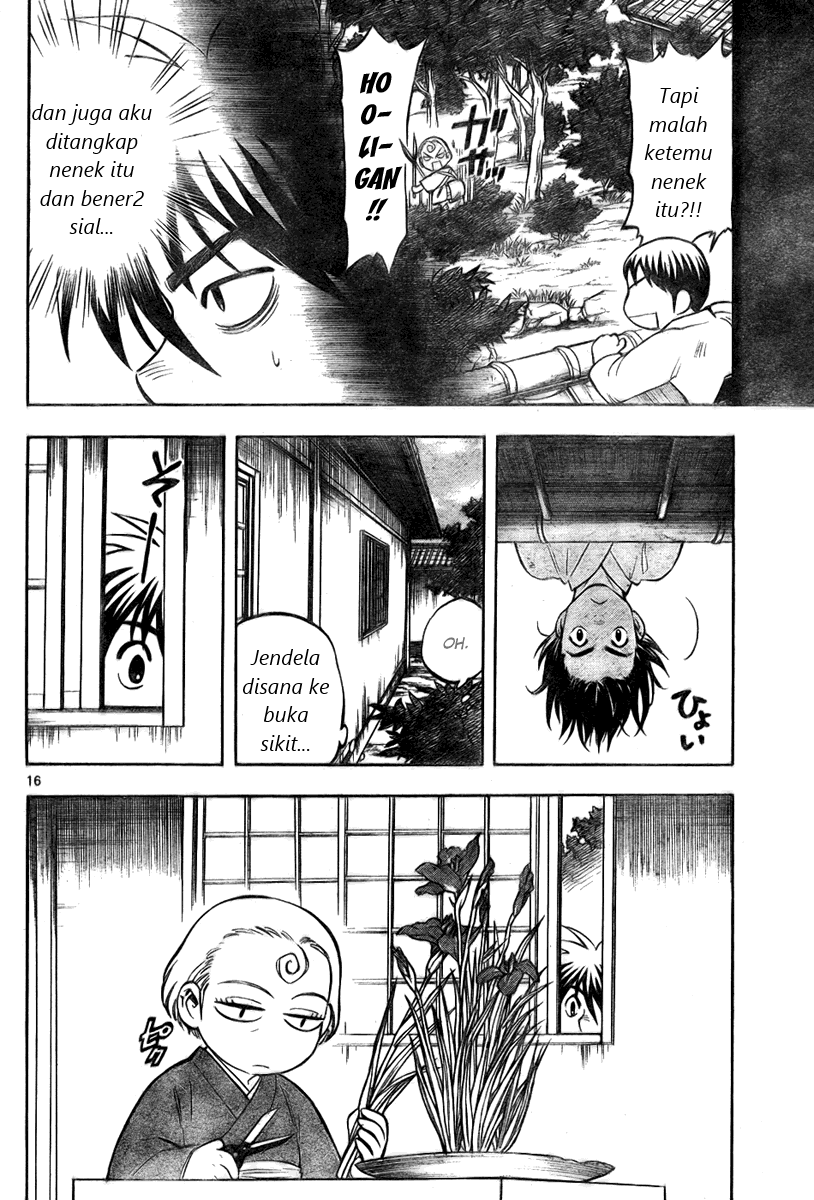 Tapi
malah
ketemu
nenek
itu?!!
HO
O-
LI-
GAN
!!
ガサッ
dan juga aku
ditangkap
nenek itu
dan bener2
sial...
ひょい
OH.
Jendela
disana ke
buka
sikit...
そー
16
ピク